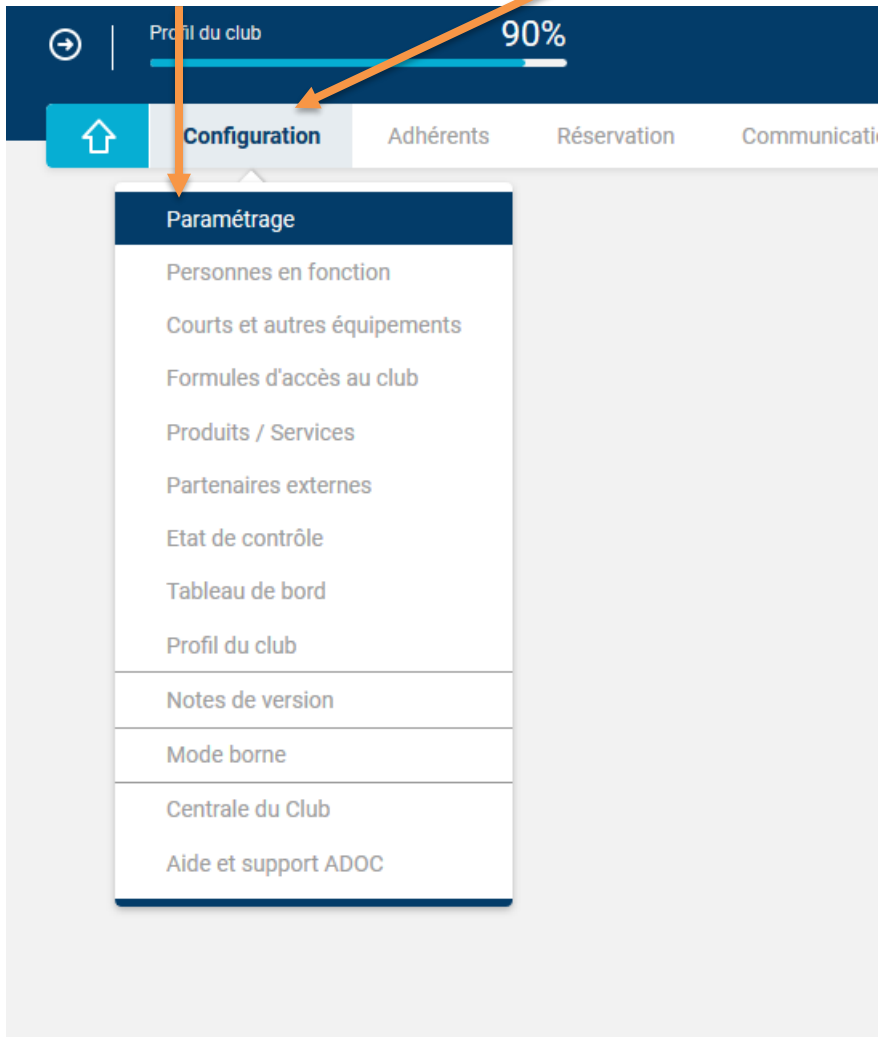 Profil du club 90%
Configuration Adhérents Réservation Communicati
Paramétrage
Personnes en fonction
Courts et autres équipements
Formules d'accès au club
Produits / Services
Partenaires externes
Etat de contrôle
Tableau de bord
Profil du club
Notes de version
Mode borne
Centrale du Club
Aide et support ADOC